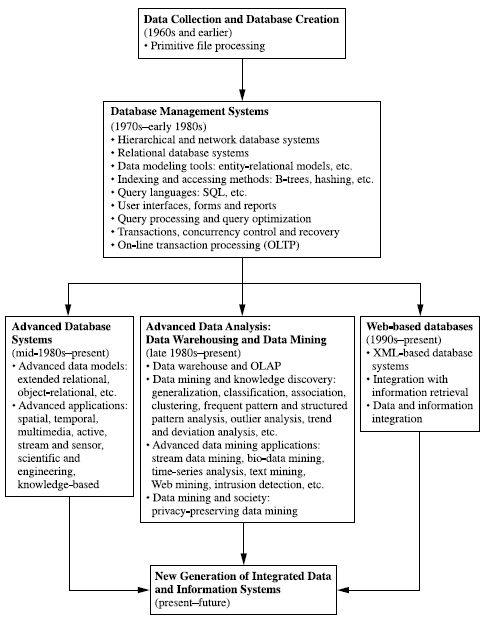 Data Collection and Database Creation
(1960s and earlier)
• Primitive file processing
Database Management Systems
(1970s–early 1980s)
• Hierarchical and network database systems
• Relational database systems
• Data modeling tools: entity-relational models, etc.
• Indexing and accessing methods: B-trees, hashing, etc.
• Query languages: SQL, etc.
• User interfaces, forms and reports
• Query processing and query optimization
• Transactions, concurrency control and recovery
• On-line transaction processing (OLTP)
Advanced Database
Systems
(mid-1980s–present)
• Advanced data models:
extended relational,
object-relational, etc.
• Advanced applications:
spatial, temporal,
multimedia, active,
stream and sensor,
scientific and
engineering,
knowledge-based
Advanced Data Analysis:
Data Warehousing and Data Mining
(late 1980s–present)
• Data warehouse and OLAP
• Data mining and knowledge discovery:
generalization, classification, association,
clustering, frequent pattern and structured
pattern analysis, outlier analysis, trend
and deviation analysis, etc.
• Advanced data mining applications:
stream data mining, bio-data mining,
time-series analysis, text mining,
Web mining, intrusion detection, etc.
• Data mining and society:
privacy-preserving data mining
Web-based databases
(1990s–present)
• XML-based database
systems
• Integration with
information retrieval
• Data and information
integration
New Generation of Integrated Data
and Information Systems
(present–future)